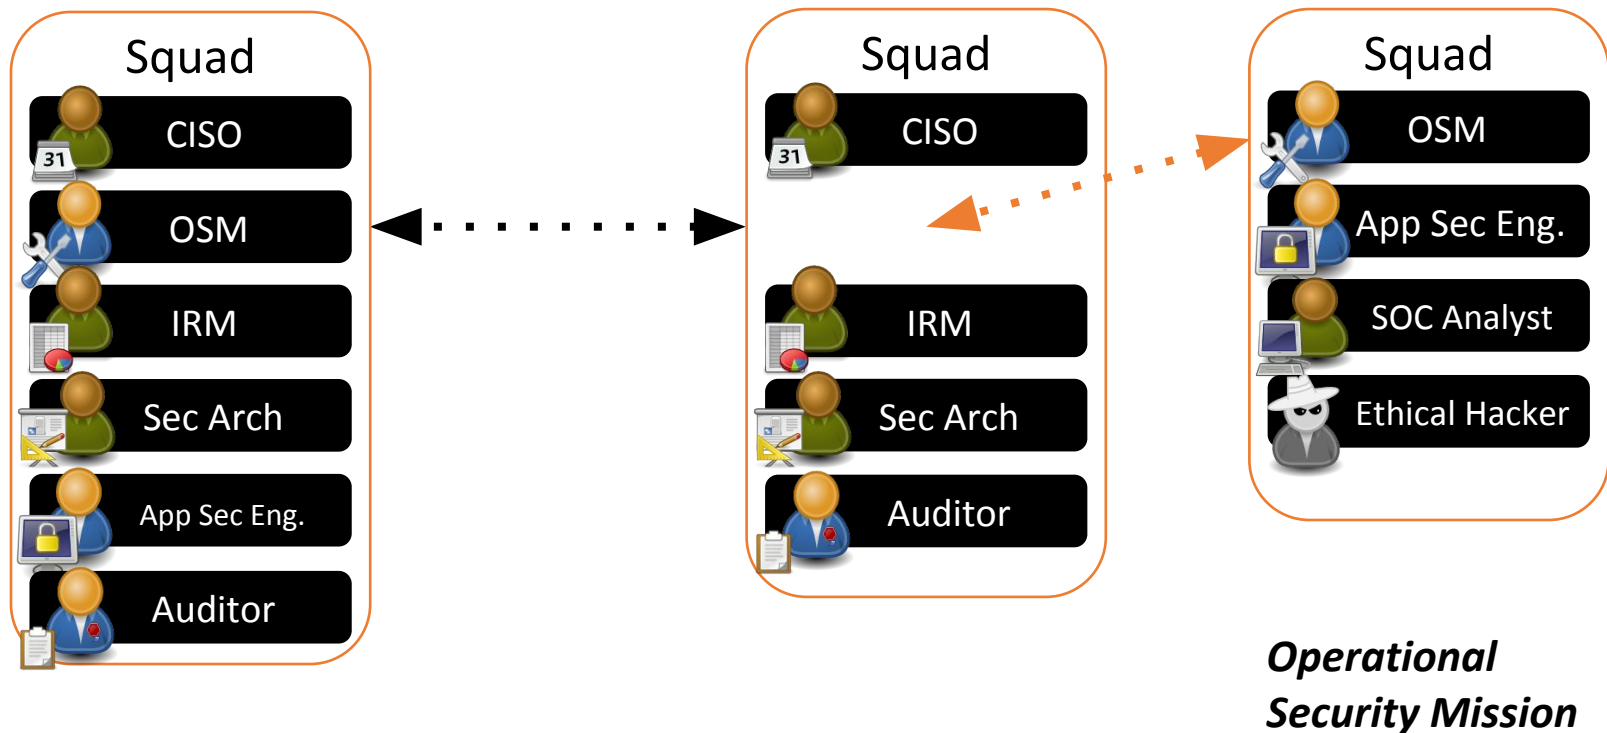 Squad
31
CISO
OSM
IRM
Sec Arch
App Sec Eng.
Auditor
Squad
31
CISO
IRM
Sec Arch
Auditor
Squad
OSM
App Sec Eng.
SOC Analyst
Ethical Hacker
Operational
Security Mission